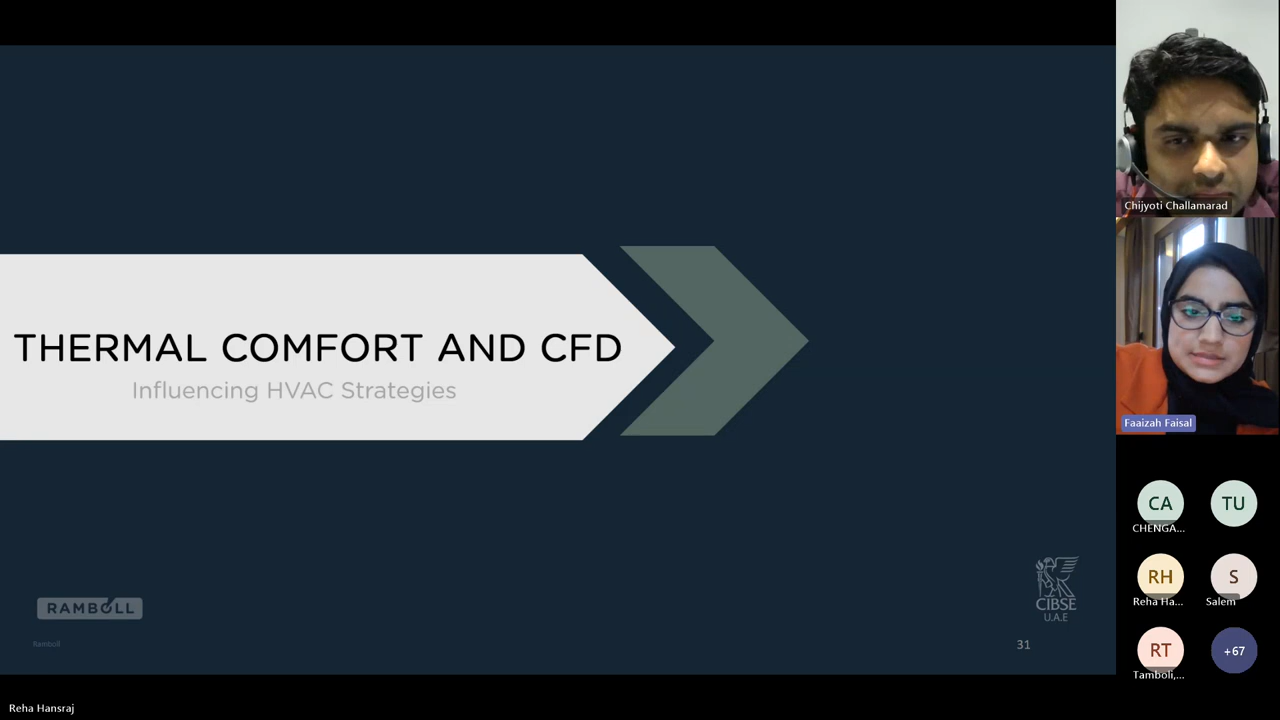 THERMAL COMFORT AND CFD
Influencing HVAC Strategies
RAMBOLL
Ramboll
CIBSE
U.A.E
31
Reha Hansraj
Chijyoti Challamarad
Faaizah Faisal
CA
TU
CHENGA...
RH
S
Reha Ha...
Salem
RT
+67
Tamboli,...